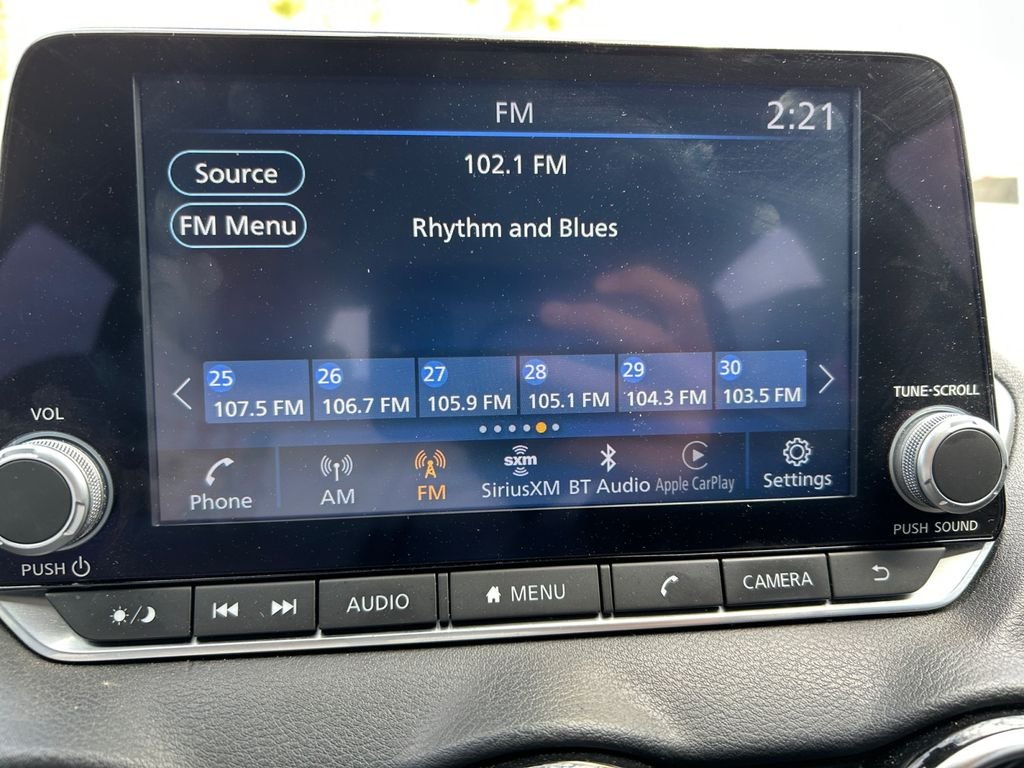 FM
2:21
Source
102.1 FM
FM Menu
Rhythm and Blues
25
107.5 FM
26
106.7 FM
27
105.9 FM
28
105.1 FM
29
104.3 FM
30
103.5 FM
VOL
TUNE·SCROLL
Phone
AM
FM
sxm
SiriusXM
BT Audio
Apple CarPlay
Settings
PUSH
PUSH SOUND
AUDIO
MENU
CAMERA